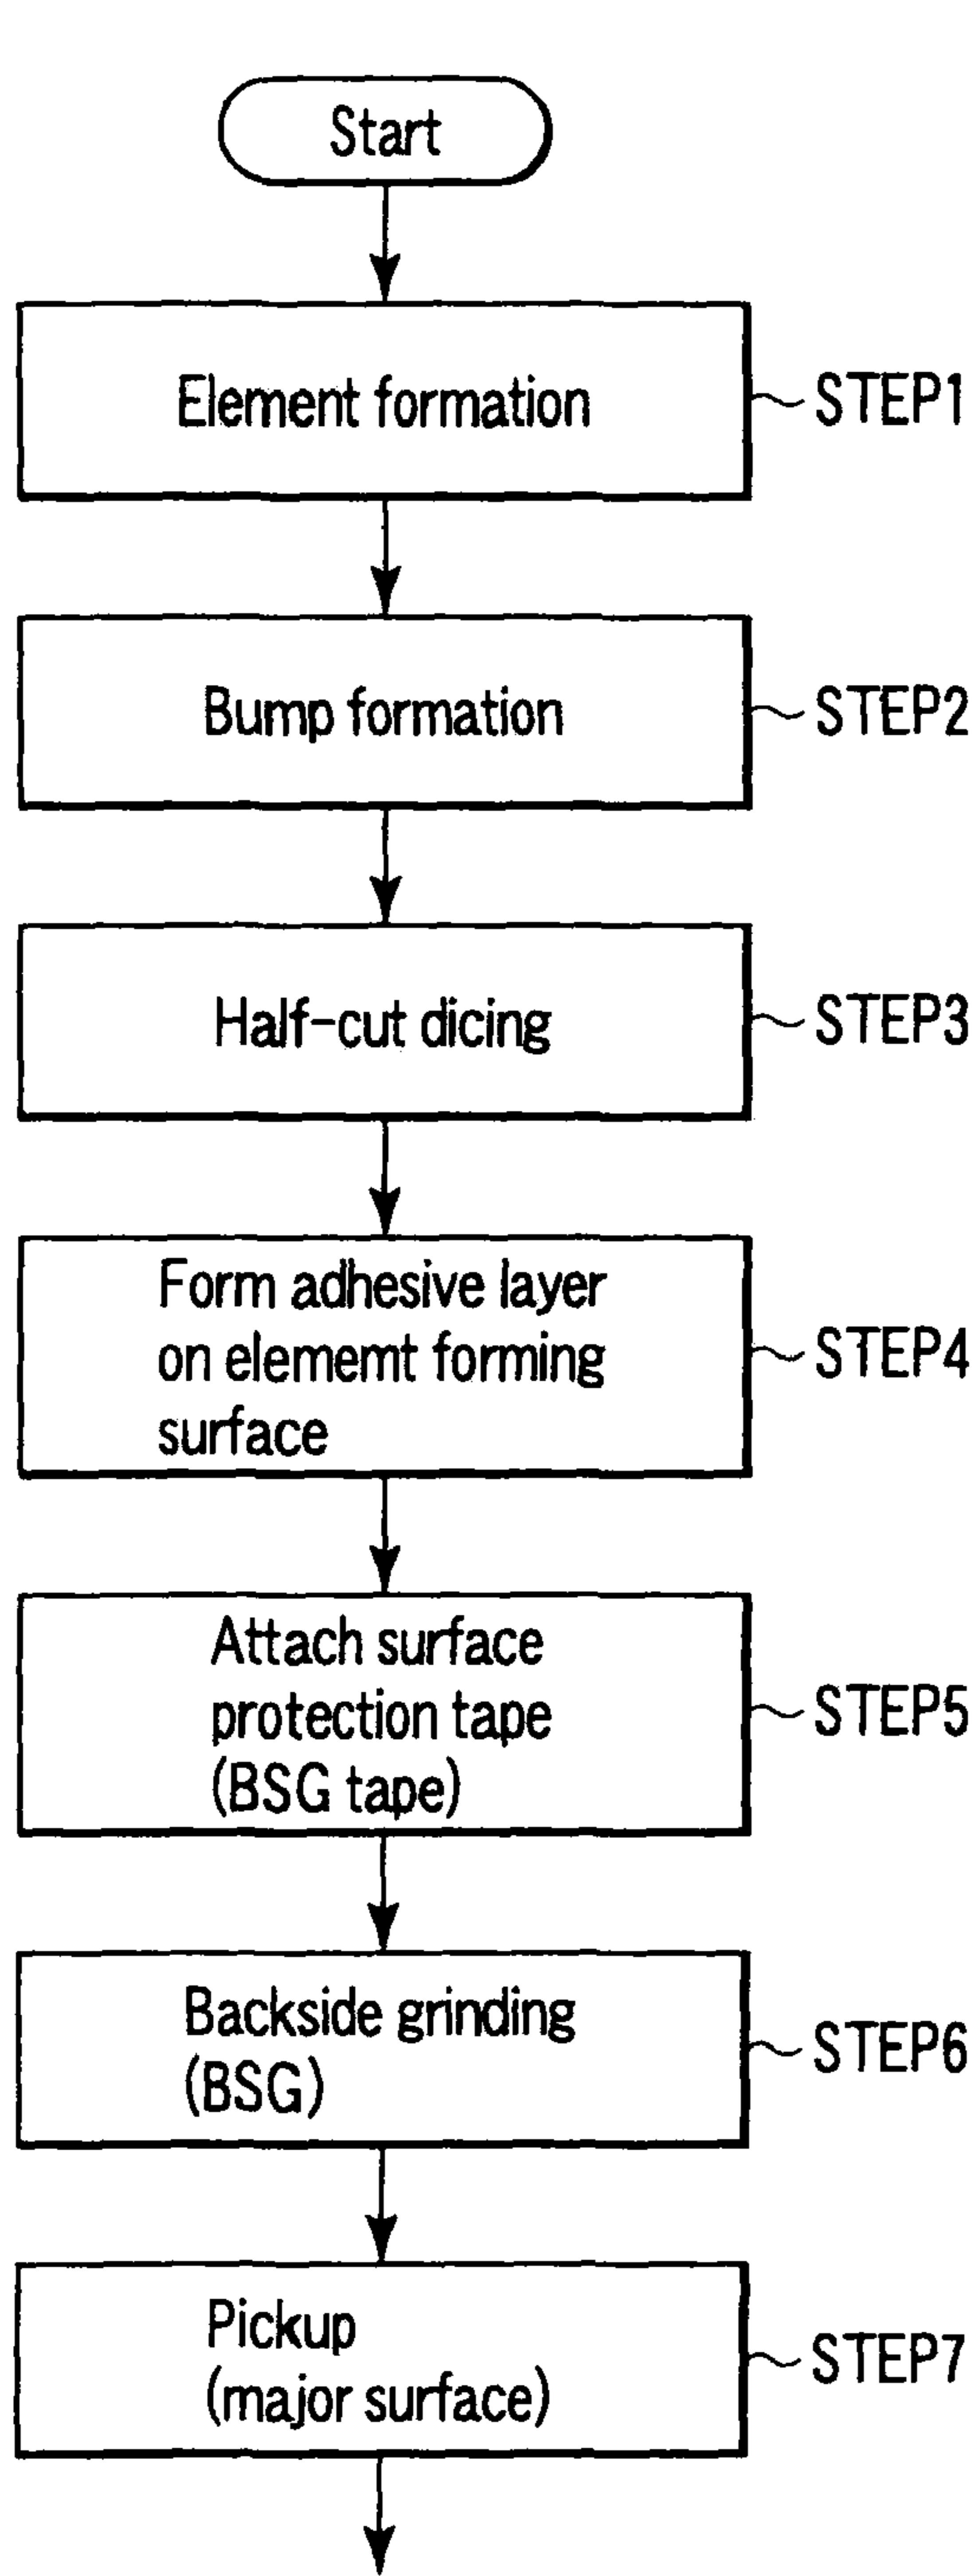 Start
Element formation
STEP1
Bump formation
STEP2
Half-cut dicing
STEP3
Form adhesive layer
on elememt forming
surface
STEP4
Attach surface
protection tape
(BSG tape)
STEP5
Backside grinding
(BSG)
STEP6
Pickup
(major surface)
STEP7